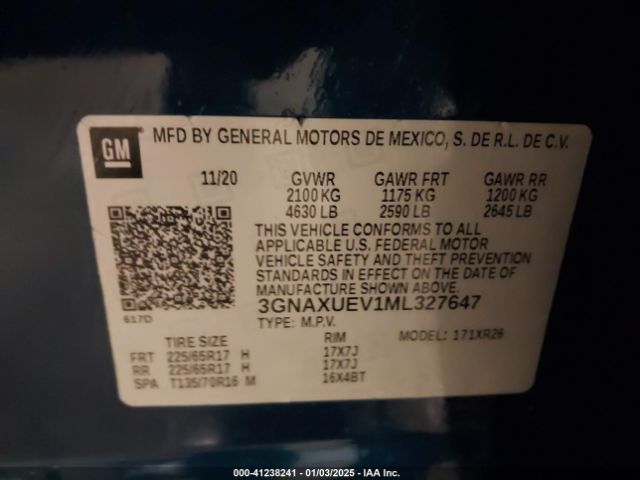 GM
MFD BY GENERAL MOTORS DE MEXICO, S. DE R.L. DE C.V.
11/20 GVWR GAWR FRT GAWR RR
2100 KG 1175 KG 1200 KG
4630 LB 2590 LB 2645 LB
THIS VEHICLE CONFORMS TO ALL
APPLICABLE U.S. FEDERAL MOTOR
VEHICLE SAFETY AND THEFT PREVENTION
STANDARDS IN EFFECT ON THE DATE OF
MANUFACTURE SHOWN ABOVE.
617D 3GNAXUEV1ML327647
TYPE: M.P.V. MODEL: 171XR26
TIRE SIZE RIM
FRT 225/65R17 H 17X7J
RR 225/65R17 H 17X7J
SPA T135/70R16 M 16X4BT
000-41238241 - 01/03/2025 - IAA Inc.